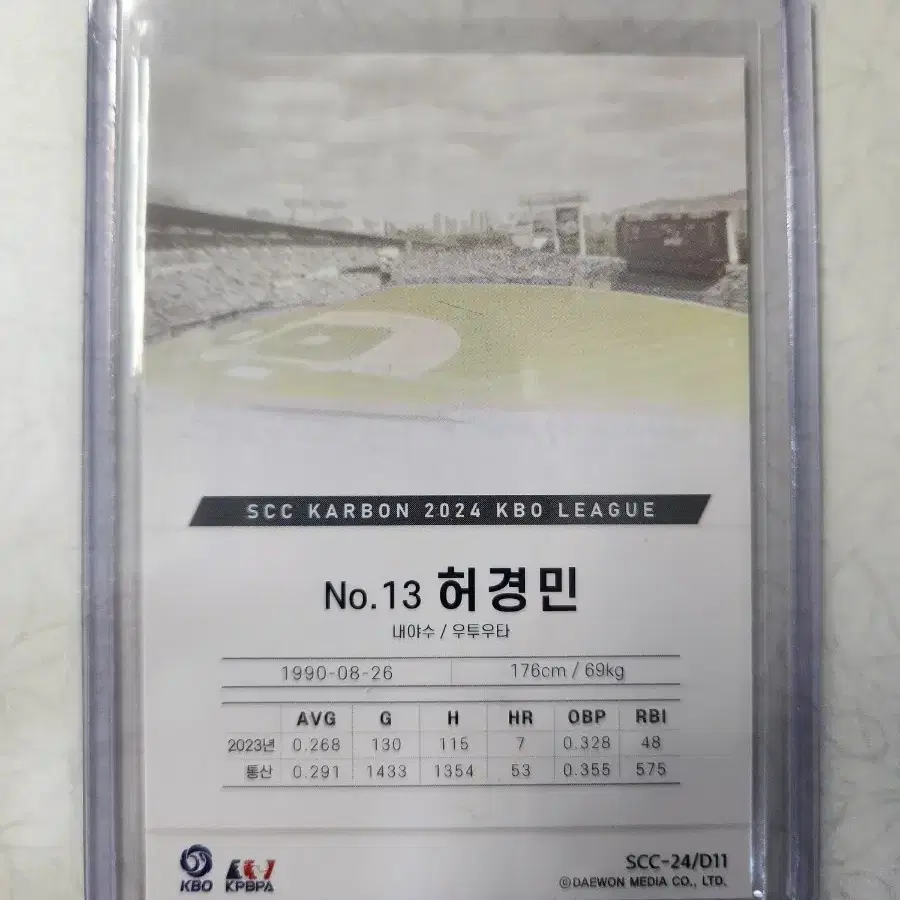 SCC KARBON 2024 KBO LEAGUE
No.13 허경민
내야수 / 우투우타
1990-08-26 176cm / 69kg
AVG G H HR OBP RBI
2023년 0.268 130 115 7 0.328 48
통산 0.291 1433 1354 53 0.355 575
KBO KPBPA
SCC-24/D11
©DAEWON MEDIA CO., LTD.